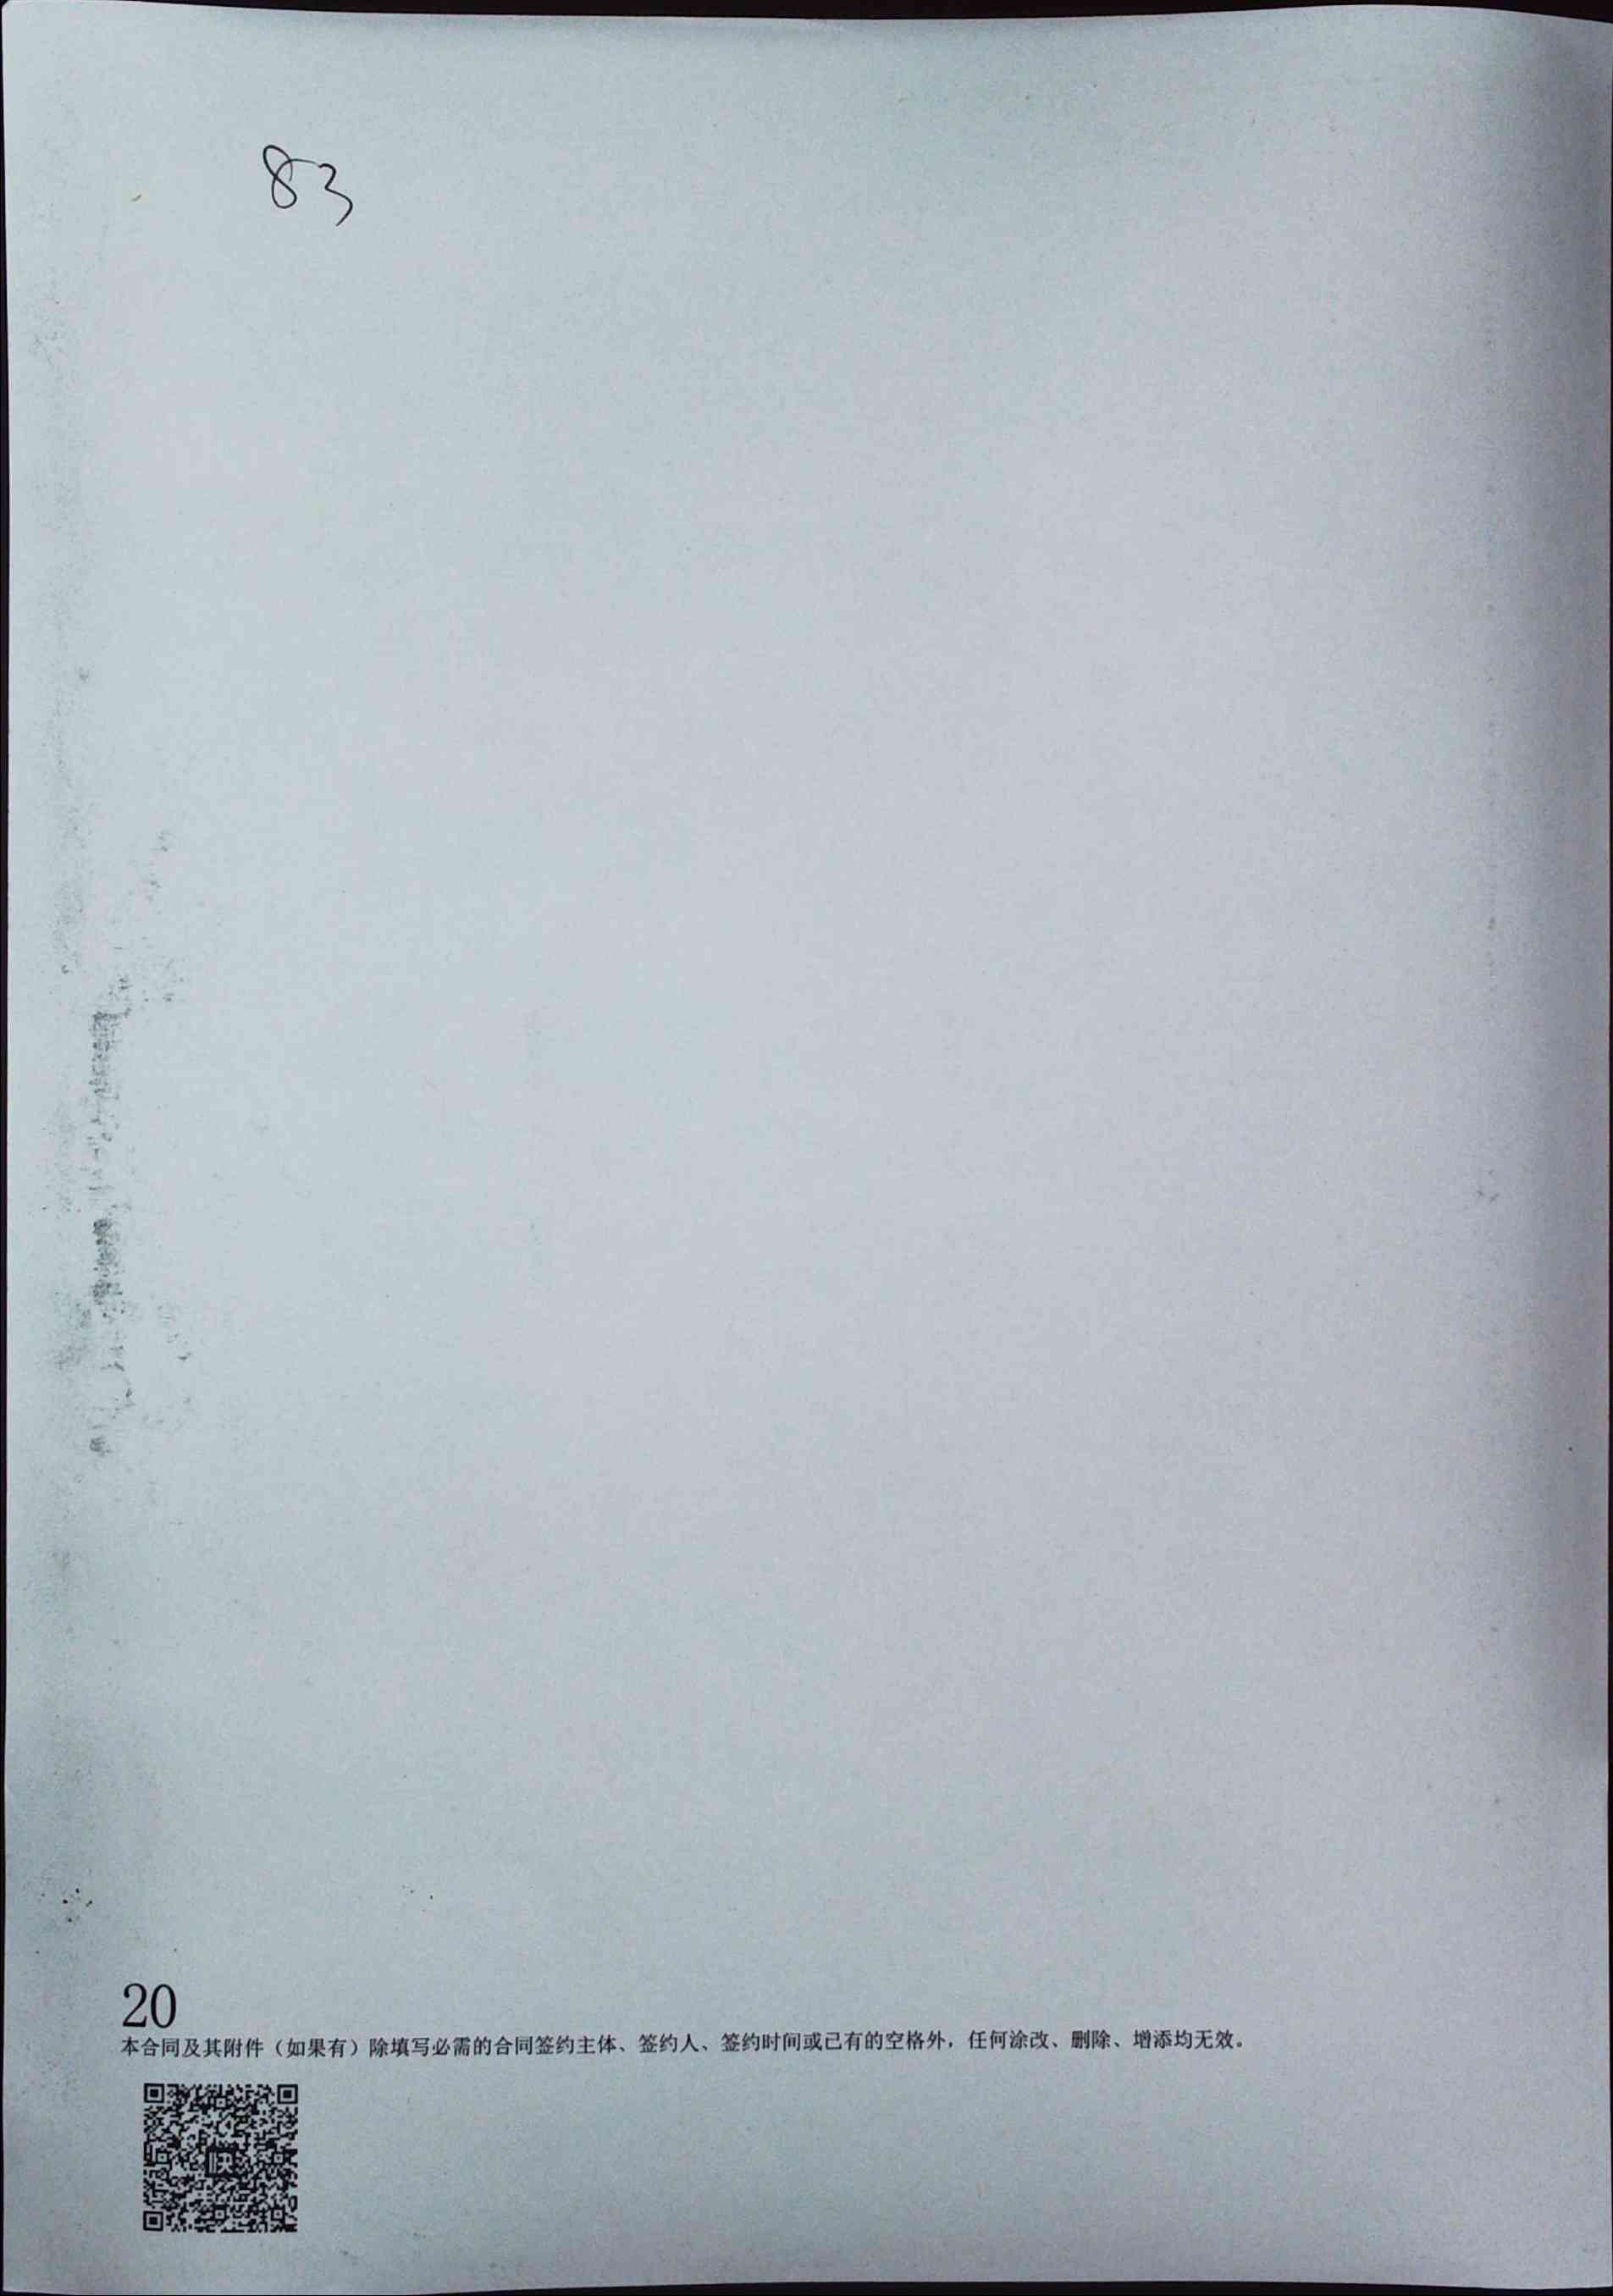 83
20
本合同及其附件（如果有）除填写必需的合同签约主体、签约人、签约时间或已有的空格外，任何涂改、删除、增添均无效。
快